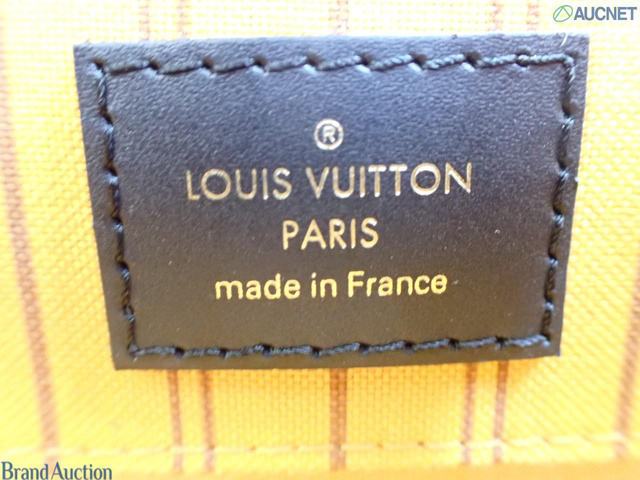 AUCNET
®
LOUIS VUITTON
PARIS
made in France
Brand Auction